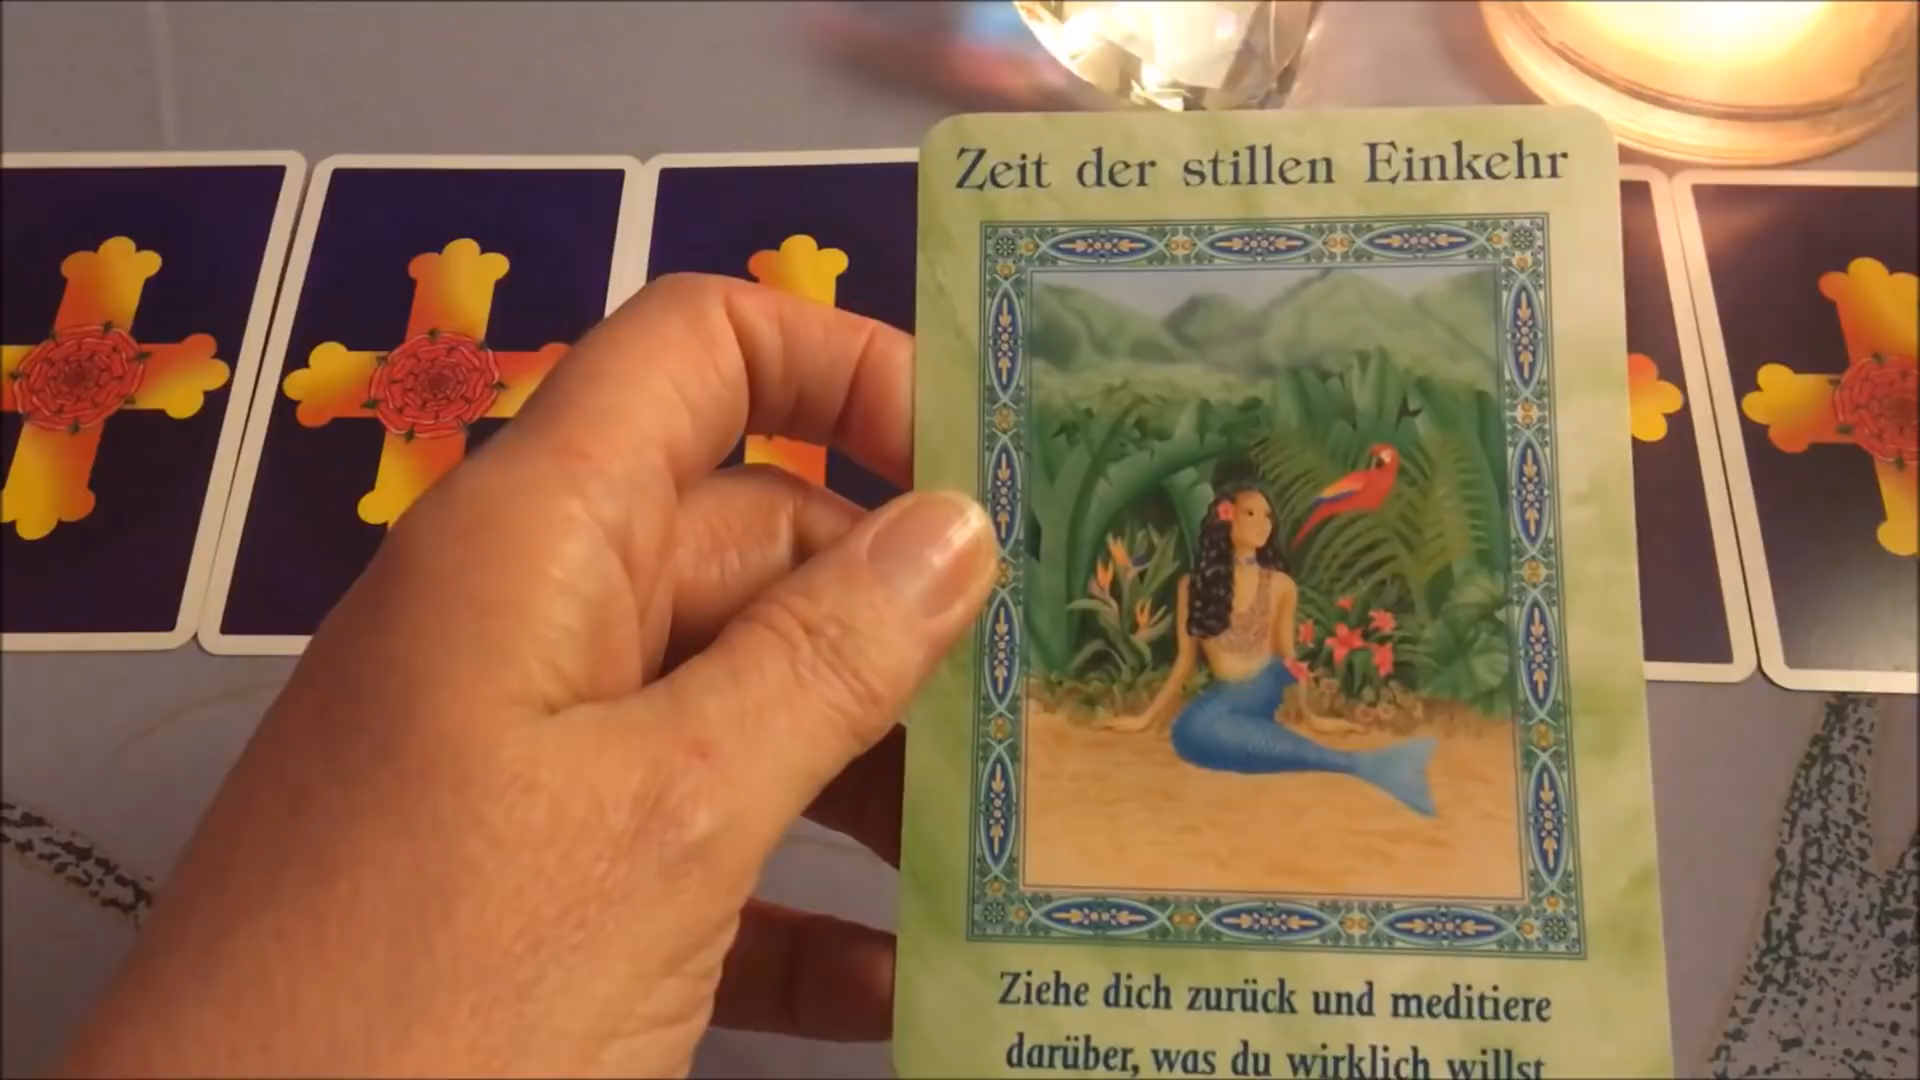 Zeit der stillen Einkehr
Ziehe dich zurück und meditiere
darüber, was du wirklich willst